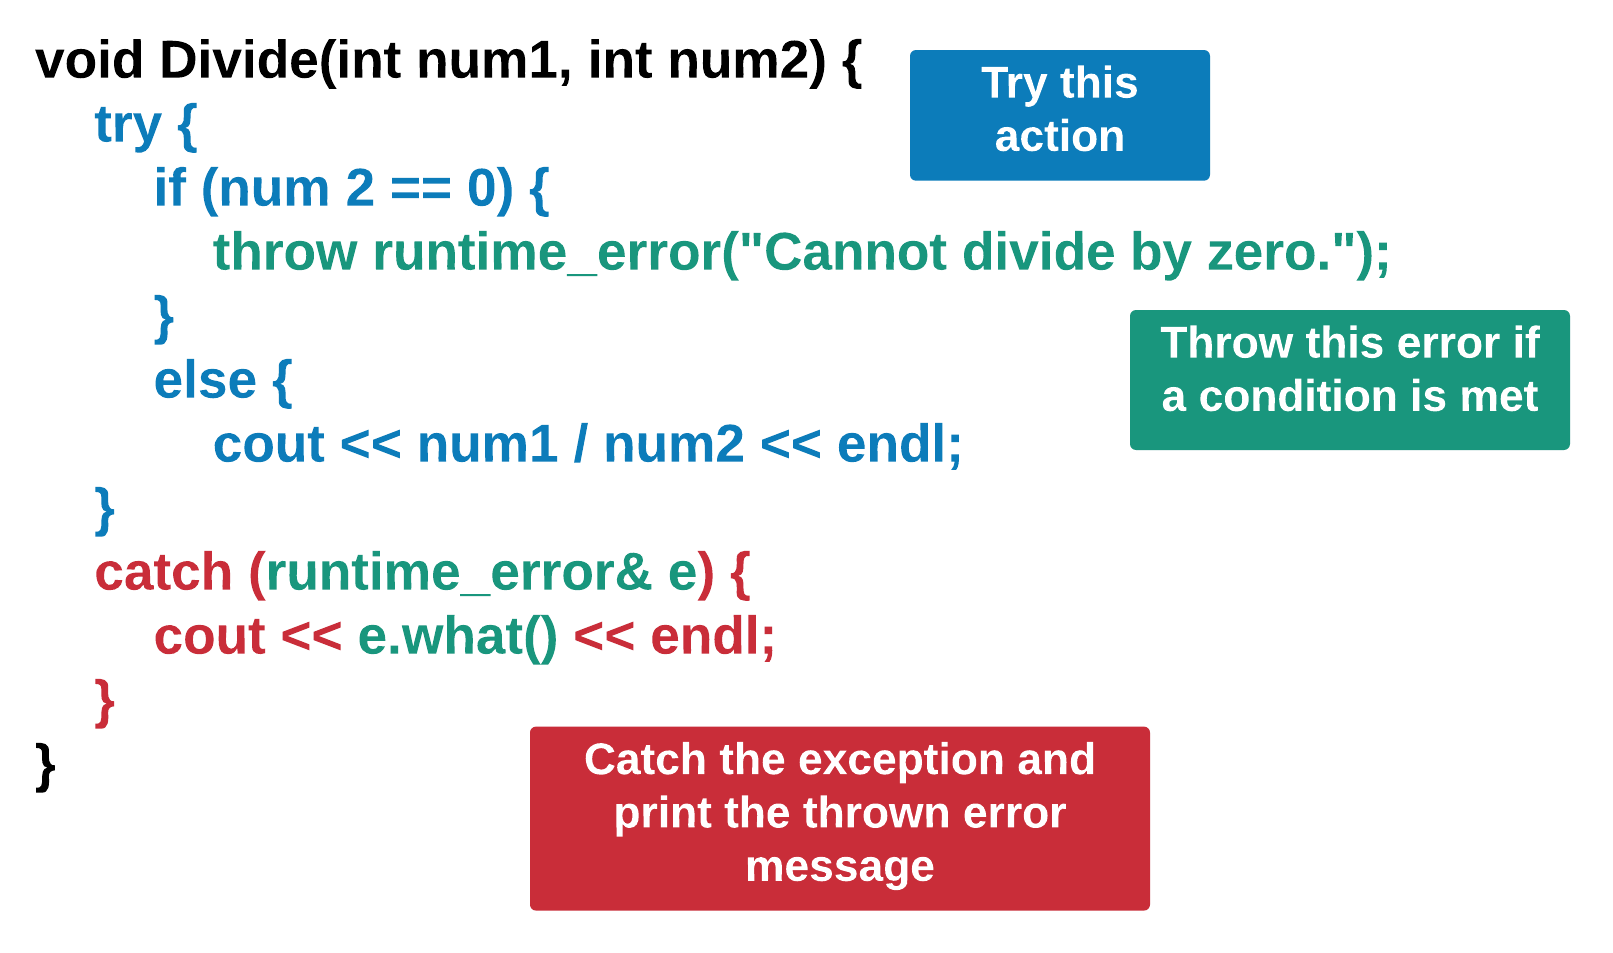 void Divide(int num1, int num2) {
try {
if (num 2 == 0) {
throw runtime_error("Cannot divide by zero.");
}
else {
cout << num1 / num2 << endl;
}
catch (runtime_error& e) {
cout << e.what() << endl;
}
}
Try this
action
Throw this error if
a condition is met
Catch the exception and
print the thrown error
message